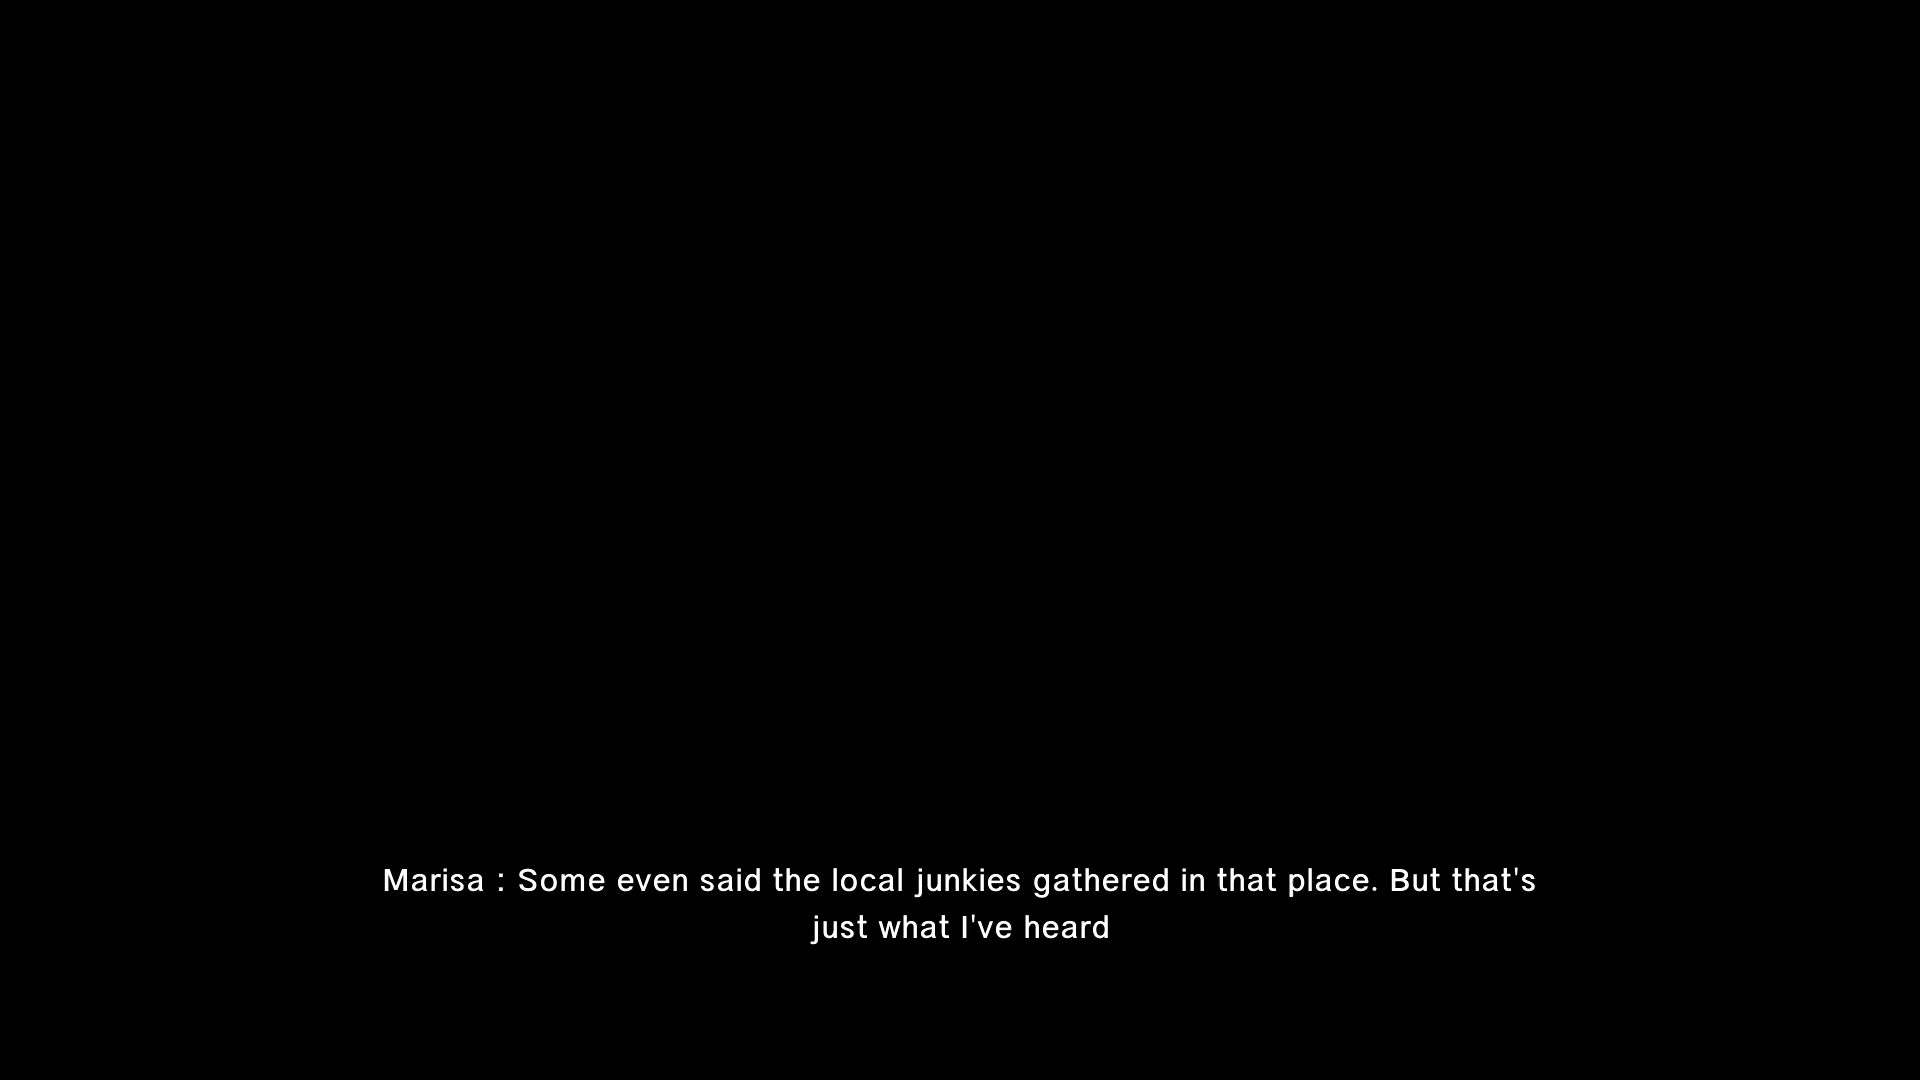 Marisa : Some even said the local junkies gathered in that place. But that's
just what I've heard